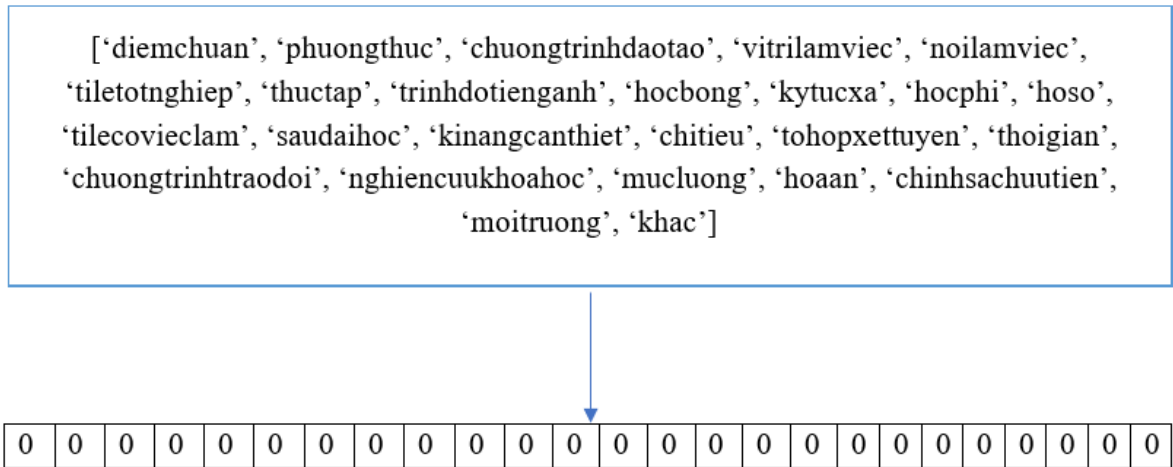 [‘diemchuan’, ‘phuongthuc’, ‘chuongtrinhdaotao’, ‘vitrilamviec’, ‘noilamviec’,
‘tiletotnghiep’, ‘thuctap’, ‘trinhdotienganh’, ‘hocbong’, ‘kytucxa’, ‘hocphi’, ‘hoso’,
‘tilecovieclam’, ‘saudaihoc’, ‘kinangcanthiet’, ‘chitieu’, ‘tohopxettuyen’, ‘thoigian’,
‘chuongtrinhtraodoi’, ‘nghiencuukhoahoc’, ‘mucluong’, ‘hoaan’, ‘chinhsachuutien’,
‘moitruong’, ‘khac’]
0 0 0 0 0 0 0 0 0 0 0 0 0 0 0 0 0 0 0 0 0 0 0 0 0